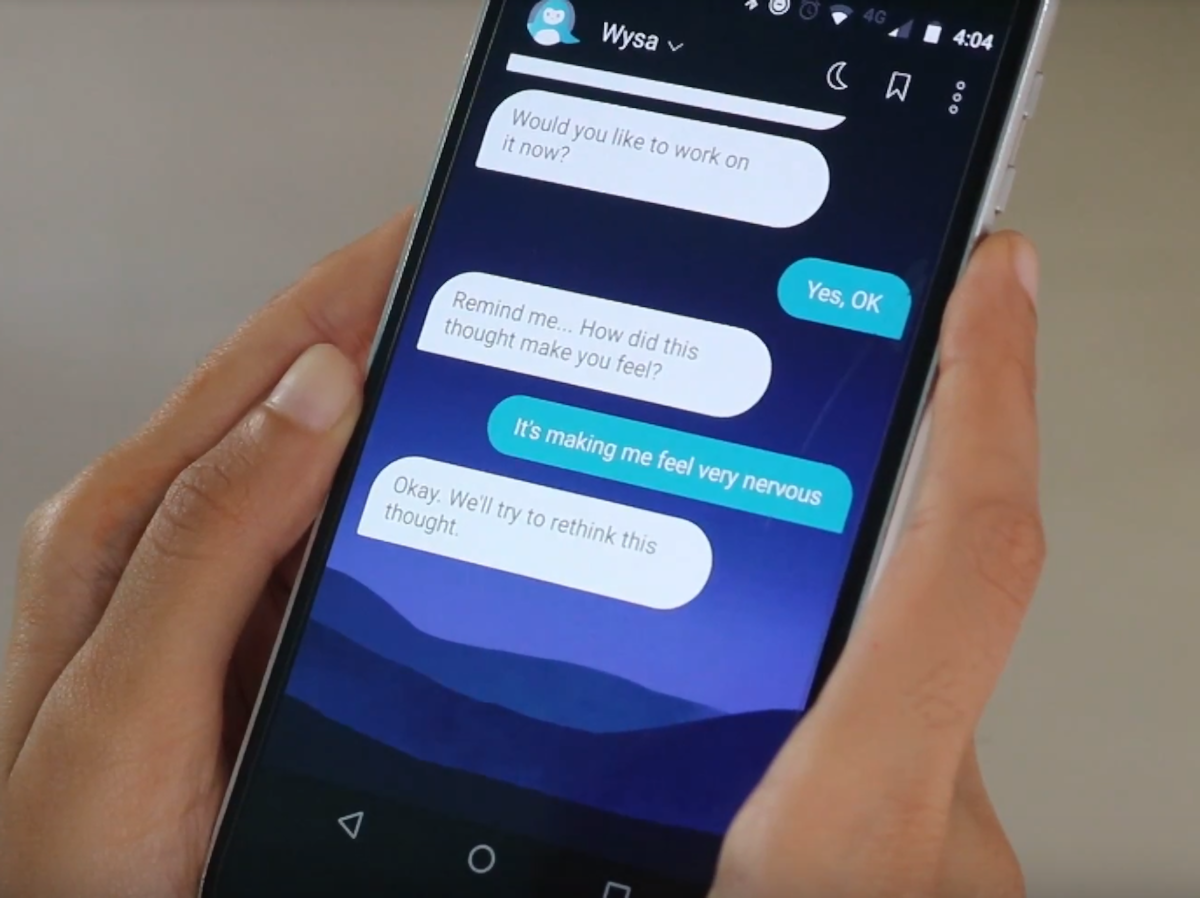 4G
4:04
Wysa
Would you like to work on
it now?
Yes, OK
Remind me... How did this
thought make you feel?
It's making me feel very nervous
Okay. We'll try to rethink this
thought.